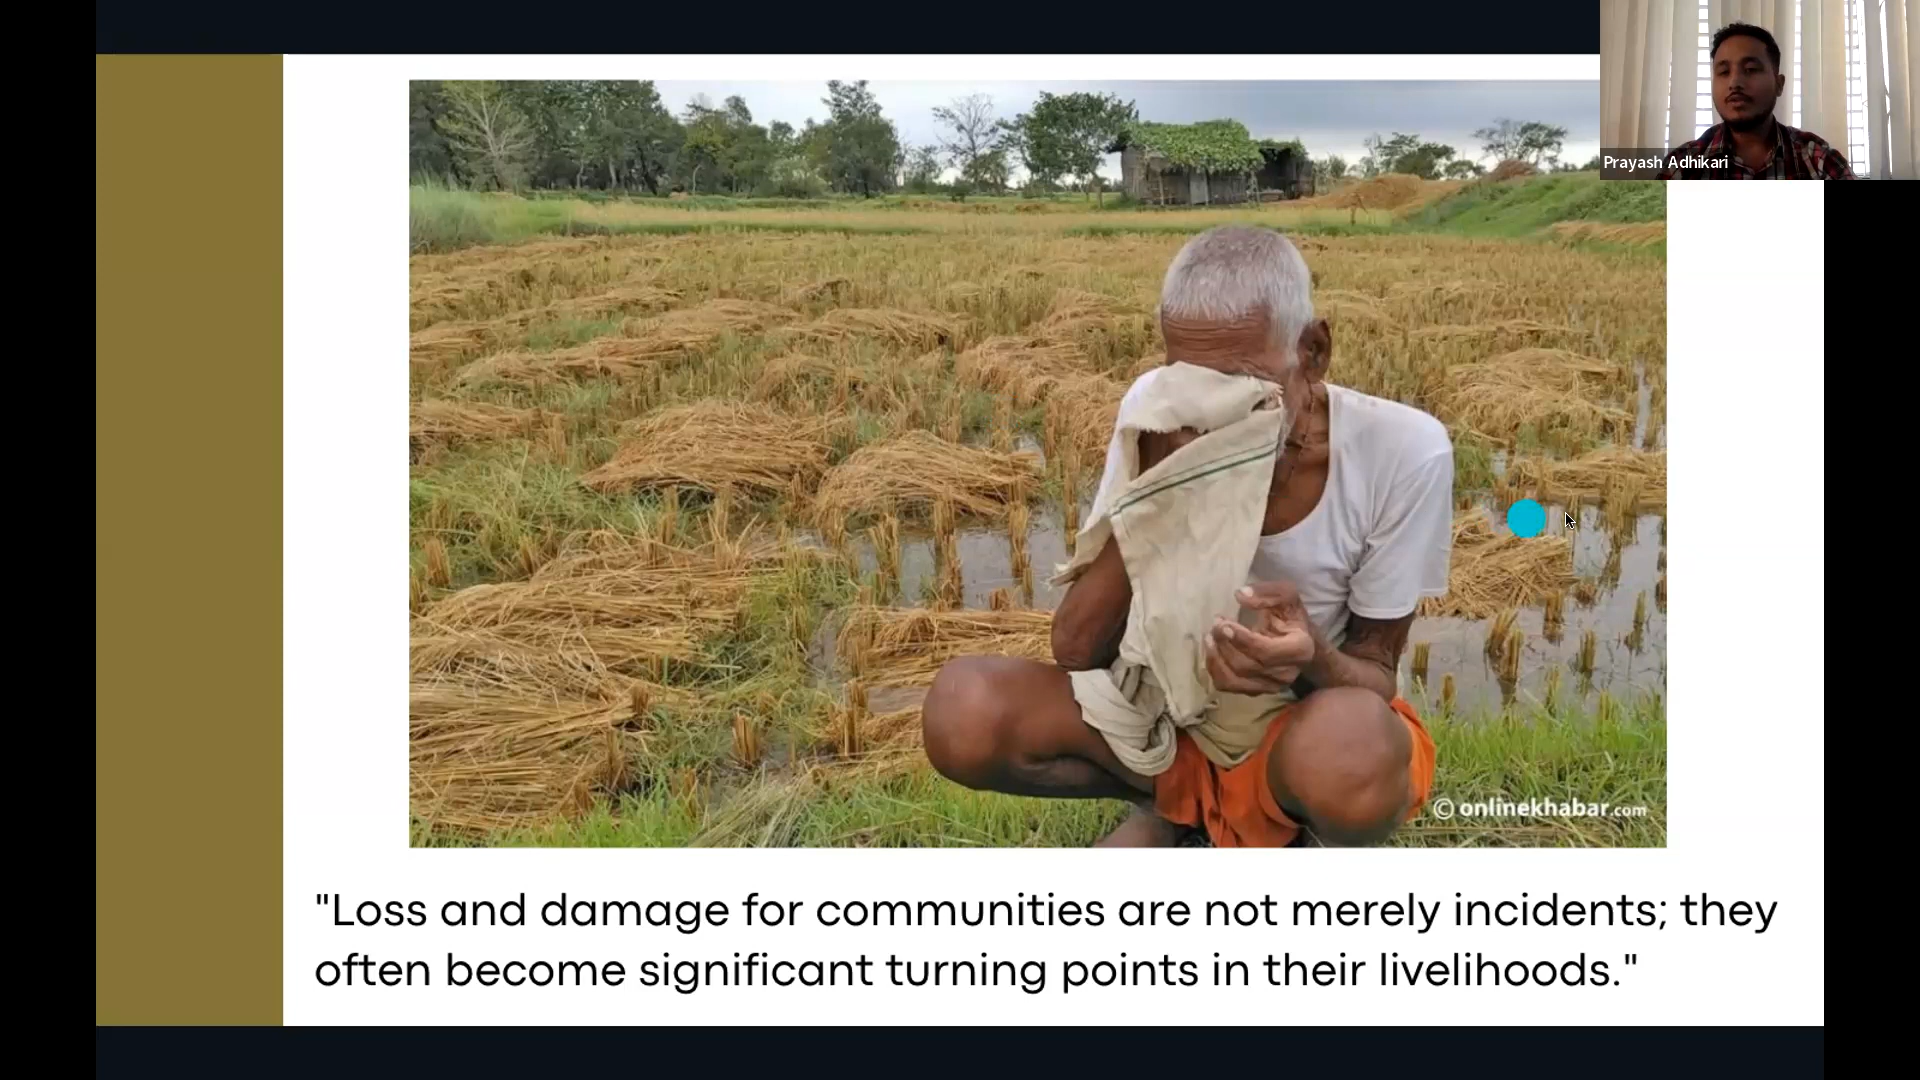 Prayash Adhikari
© onlinekhabar.com
"Loss and damage for communities are not merely incidents; they
often become significant turning points in their livelihoods."